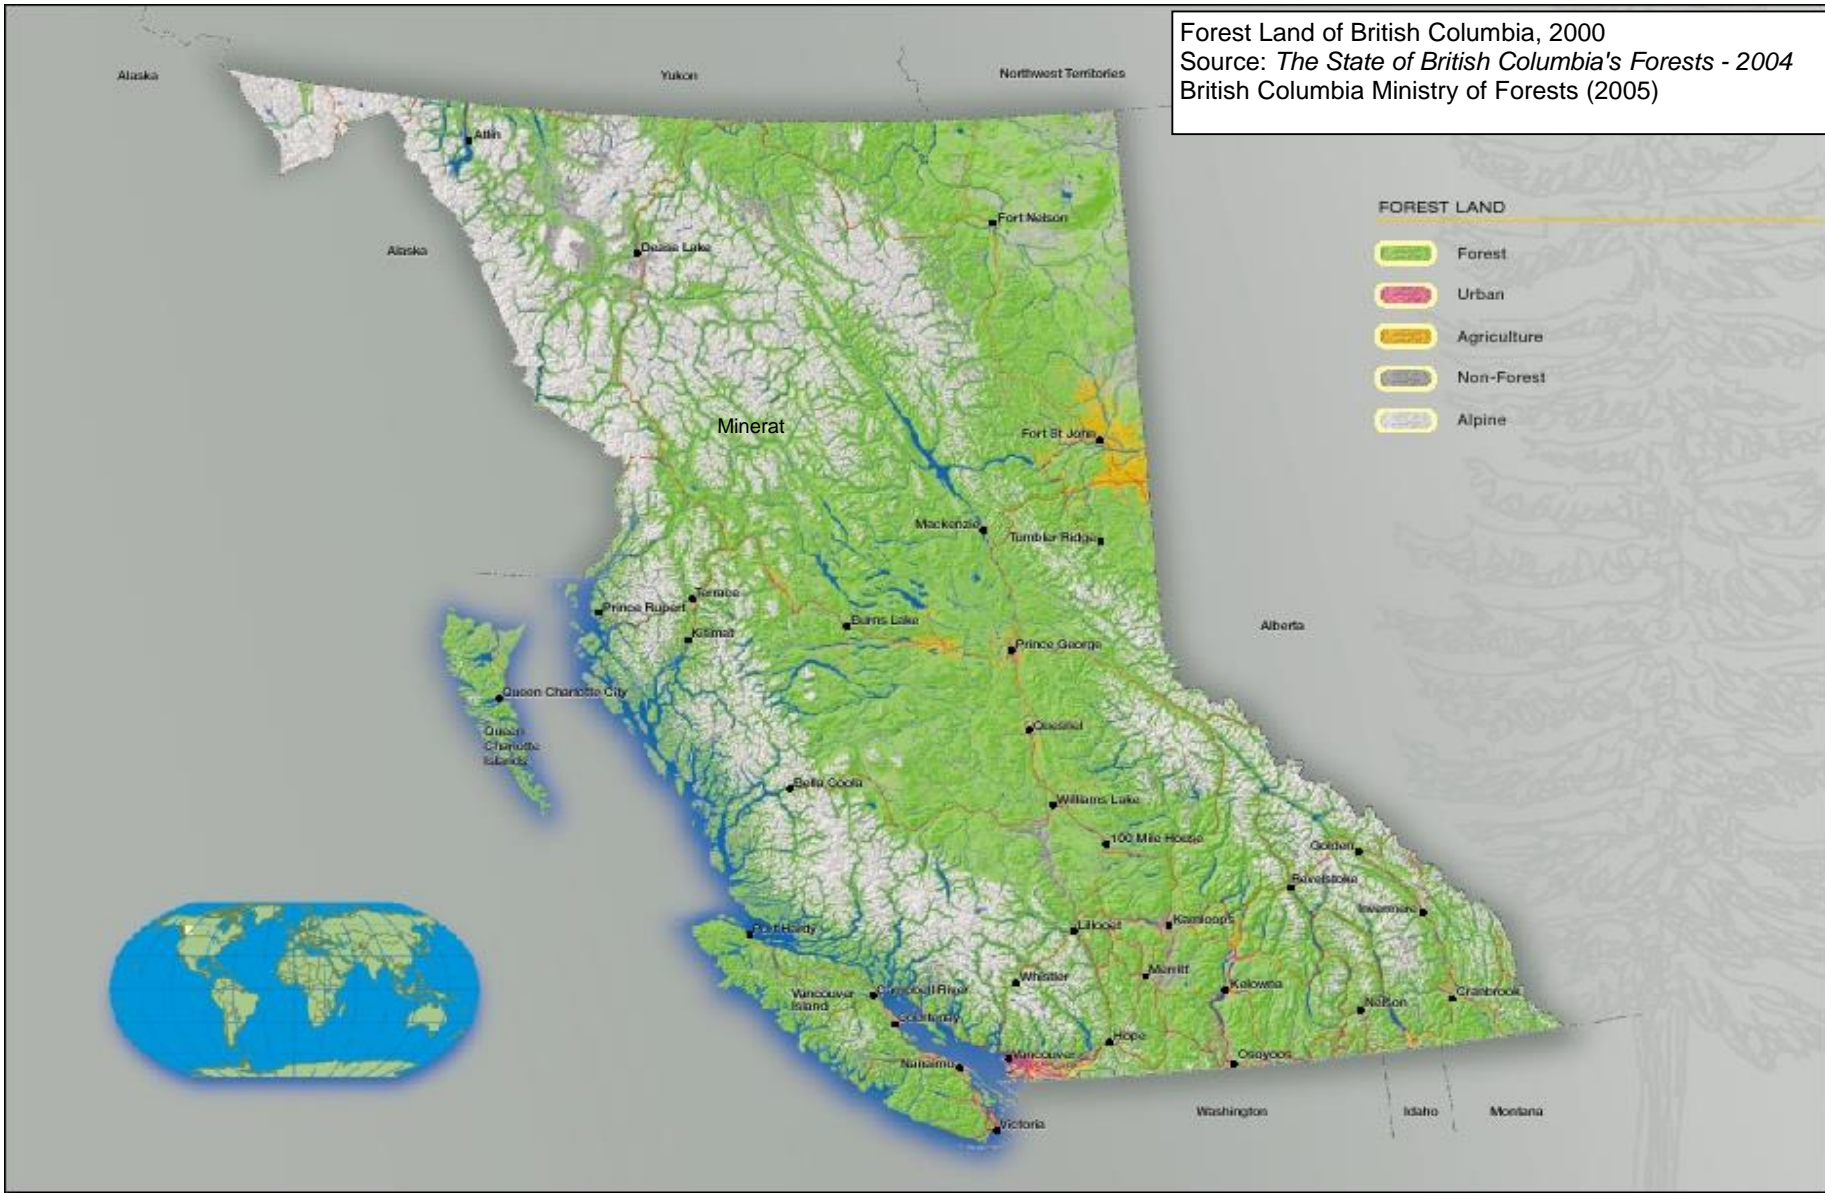 Forest Land of British Columbia, 2000
Source: The State of British Columbia's Forests - 2004
British Columbia Ministry of Forests (2005)
Alaska
Yukon
Northwest Territories
Atlin
FOREST LAND
Fort Nelson
Alaska
Dease Lake
Forest
Urban
Agriculture
Non-Forest
Alpine
Minerat
Fort St John
Mackenzie
Tumbler Ridge
Terrace
Prince Rupert
Burns Lake
Alberta
Kitimat
Prince George
Queen Charlotte City
Quesnel
Queen
Charlotte
Islands
Bella Coola
Williams Lake
100 Mile House
Golden
Revelstoke
Invermere
Kamloops
Lillooet
Port Hardy
Whistler
Merritt
Kelowna
Vancouver
Island
Campbell River
Cranbrook
Nelson
Courtenay
Hope
Vancouver
Osoyoos
Nanaimo
Washington
Idaho
Montana
Victoria